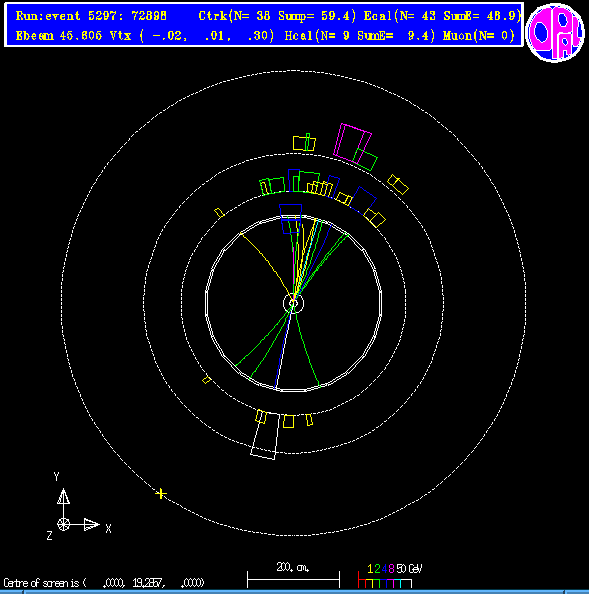 Run:event 5297: 72898 Ctrk(N= 38 Sump= 59.4) Ecal(N= 43 SumE= 48.9)
Ebeam 45.605 Vtx ( -.02, .01, .30) Hcal(N= 9 SumE= 9.4) Muon(N= 0)
OPAL
Y
X
Z
200. cm.
1 2 4 8 50 GeV
Centre of screen is ( .0000, 19.2857, .0000)